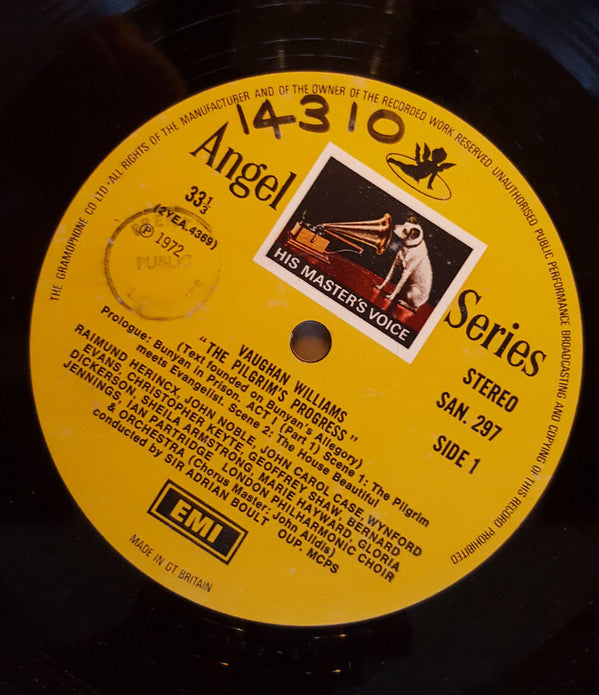 THE GRAMOPHONE CO LTD·ALL RIGHTS OF THE MANUFACTURER AND OF THE OWNER OF THE RECORDED WORK RESERVED UNAUTHORISED PUBLIC PERFORMANCE BROADCASTING AND COPYING OF THIS RECORD PROHIBITED
14310
Angel Series
HIS MASTER'S VOICE
33⅓
(2YEA.4369)
Ⓟ 1972
PUBLIC
STEREO
SAN. 297
SIDE 1
VAUGHAN WILLIAMS
"THE PILGRIM'S PROGRESS"
(Text founded on Bunyan's Allegory)
Prologue: Bunyan in Prison. ACT I (Part 1) Scene 1: The Pilgrim
meets Evangelist. Scene 2: The House Beautiful
RAIMUND HERINCX, JOHN NOBLE, JOHN CAROL CASE, WYNFORD
EVANS, CHRISTOPHER KEYTE, GEOFFREY SHAW, BERNARD
DICKERSON, SHEILA ARMSTRONG, MARIE HAYWARD, GLORIA
JENNINGS, IAN PARTRIDGE LONDON PHILHARMONIC CHOIR
& ORCHESTRA (Chorus Master: John Alldis)
conducted by SIR ADRIAN BOULT OUP. MCPS
EMI
MADE IN GT BRITAIN